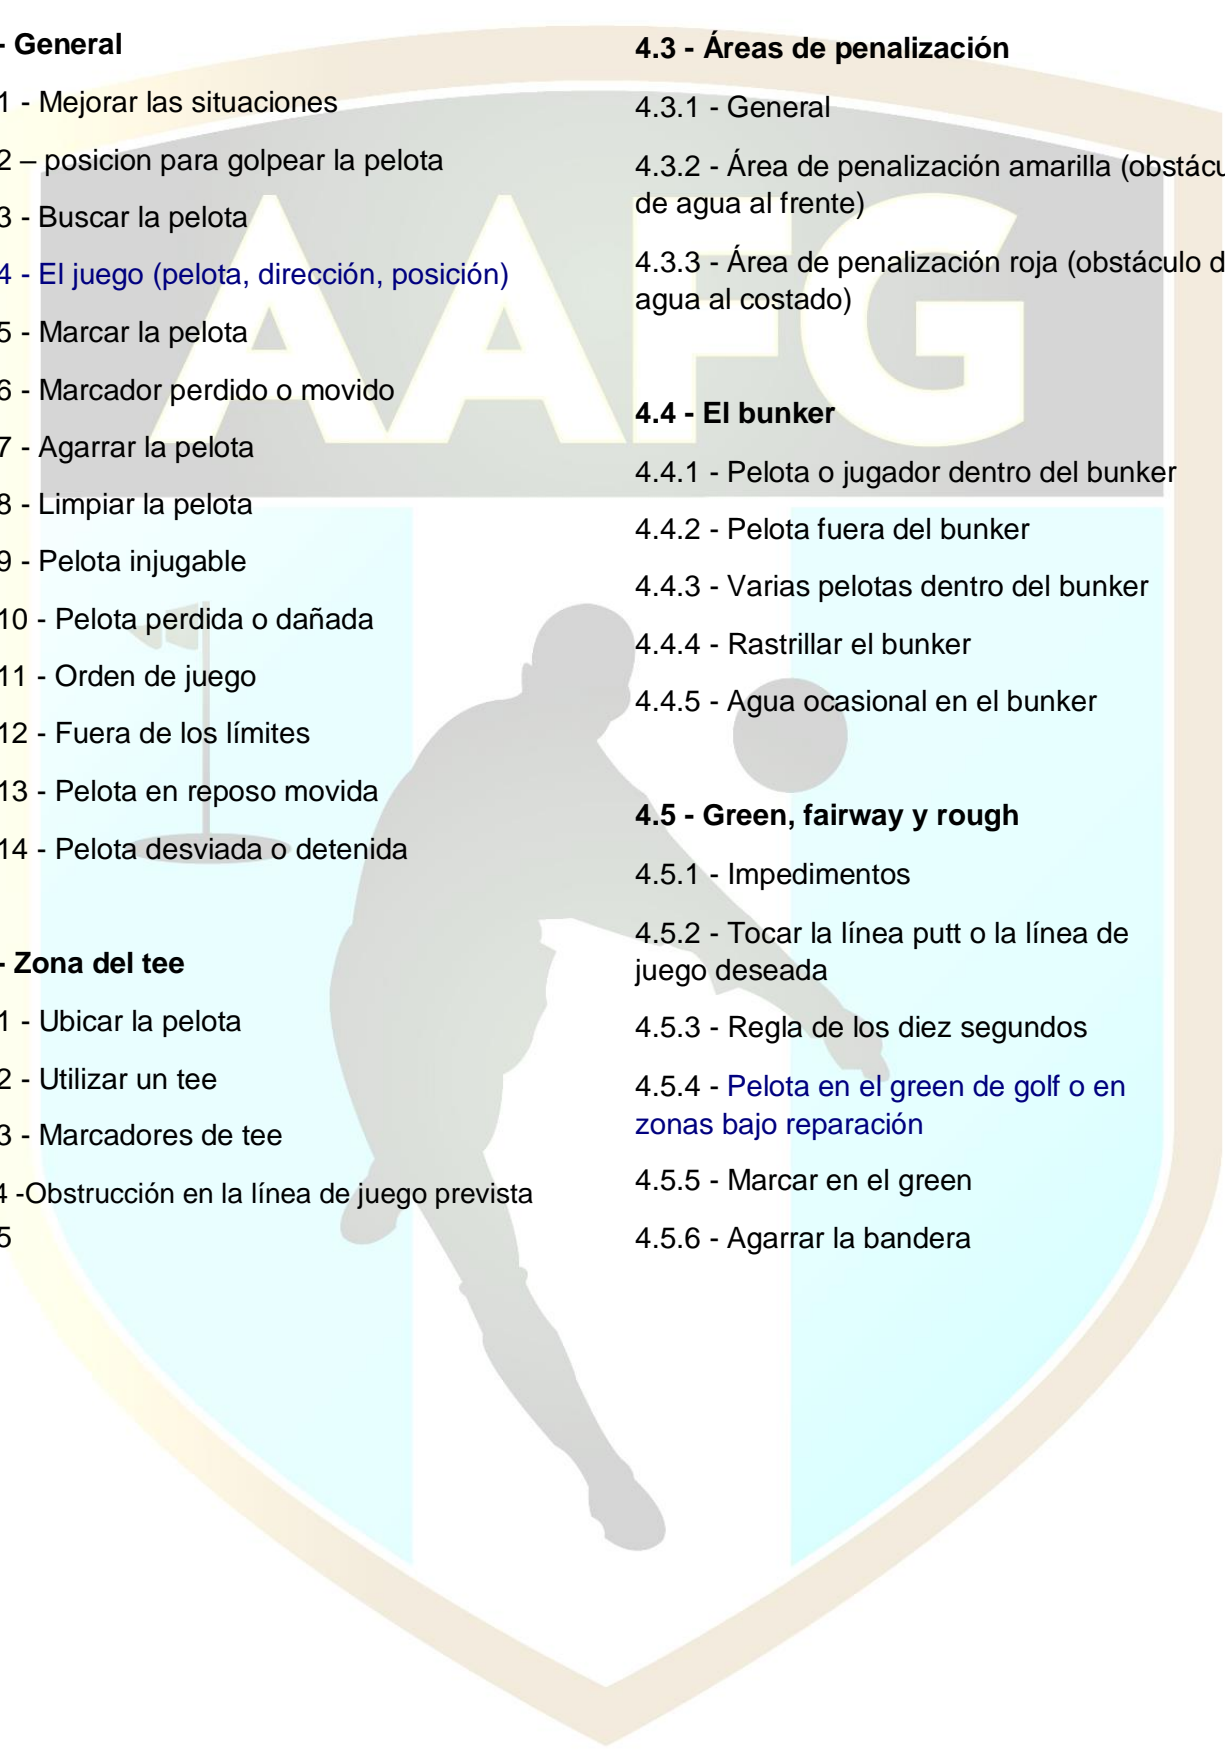 - General
1 - Mejorar las situaciones
2 – posicion para golpear la pelota
3 - Buscar la pelota
4 - El juego (pelota, dirección, posición)
5 - Marcar la pelota
6 - Marcador perdido o movido
7 - Agarrar la pelota
8 - Limpiar la pelota
9 - Pelota injugable
10 - Pelota perdida o dañada
11 - Orden de juego
12 - Fuera de los límites
13 - Pelota en reposo movida
14 - Pelota desviada o detenida
- Zona del tee
1 - Ubicar la pelota
2 - Utilizar un tee
3 - Marcadores de tee
4 -Obstrucción en la línea de juego prevista
5
4.3 - Áreas de penalización
4.3.1 - General
4.3.2 - Área de penalización amarilla (obstácu
de agua al frente)
4.3.3 - Área de penalización roja (obstáculo d
agua al costado)
4.4 - El bunker
4.4.1 - Pelota o jugador dentro del bunker
4.4.2 - Pelota fuera del bunker
4.4.3 - Varias pelotas dentro del bunker
4.4.4 - Rastrillar el bunker
4.4.5 - Agua ocasional en el bunker
4.5 - Green, fairway y rough
4.5.1 - Impedimentos
4.5.2 - Tocar la línea putt o la línea de
juego deseada
4.5.3 - Regla de los diez segundos
4.5.4 - Pelota en el green de golf o en
zonas bajo reparación
4.5.5 - Marcar en el green
4.5.6 - Agarrar la bandera
AAFG